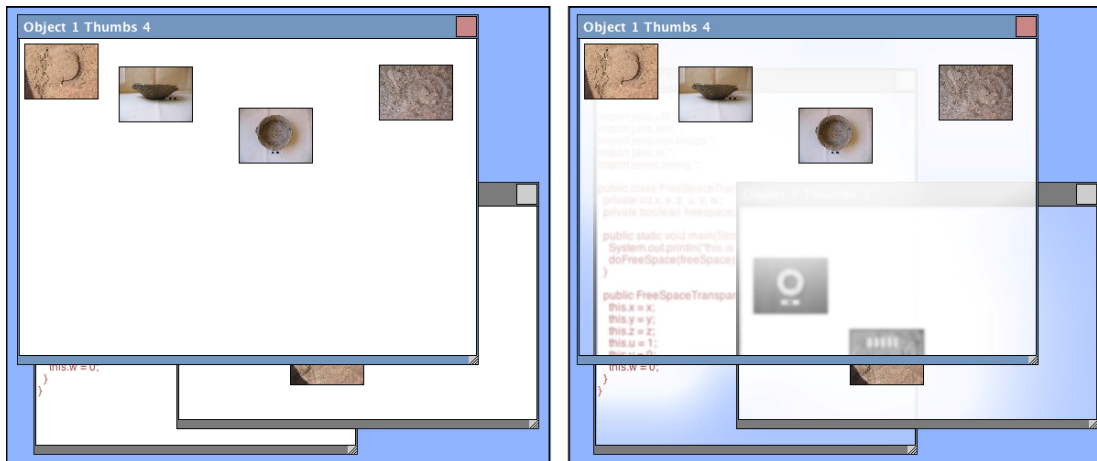 Object 1 Thumbs 4
this.w = 0;
}
}
Object 1 Thumbs 4
import java.util
import java.awt.*;
import java.awt.image.*;
import java.io.*;
import javax.swing.*;
public class FreeSpaceTran
private int x, y, z, u, v, w;
private boolean freespace;
public static void main(Stri
System.out.println("this is
doFreeSpace(freeSpace)
}
public FreeSpaceTranspar
this.x = x;
this.y = y;
this.z = z;
this.u = 1;
this.v = 0;
this.w = 0;
}
}